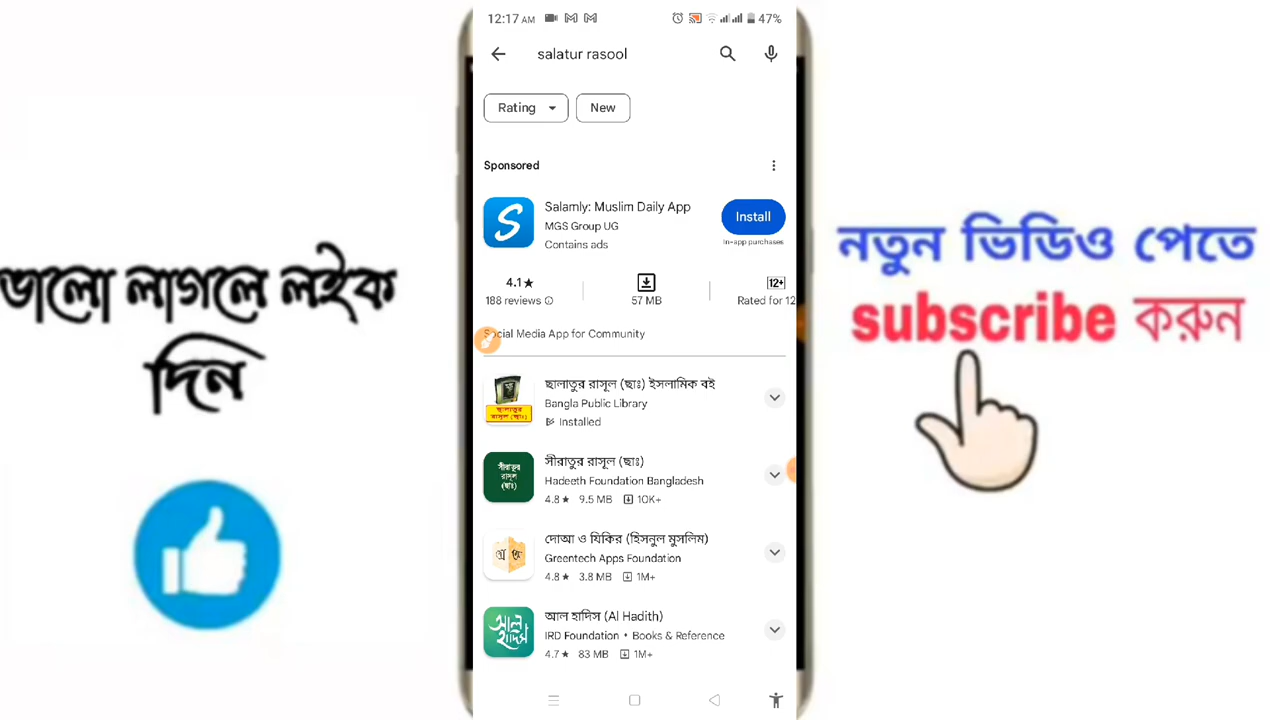 12:17 AM
47%
salatur rasool
Rating
New
Sponsored
Salamly: Muslim Daily App
MGS Group UG
Contains ads
Install
In-app purchases
4.1★
188 reviews
57 MB
12+
Rated for 12
Social Media App for Community
ছালাতুর রাসূল (ছাঃ) ইসলামিক বই
Bangla Public Library
Installed
ছালাতুর
রাসূল (ছাঃ)
সীরাতুর রাসূল (ছাঃ)
Hadeeth Foundation Bangladesh
4.8★ 9.5 MB 10K+
সীরাতুর
রাসূল
(ছাঃ)
দোআ ও যিকির (হিসনুল মুসলিম)
Greentech Apps Foundation
4.8★ 3.8 MB 1M+
আল হাদিস (Al Hadith)
IRD Foundation • Books & Reference
4.7★ 83 MB 1M+
আল
হাদিস
ভালো লাগলে লইক
দিন
নতুন ভিডিও পেতে
subscribe করুন